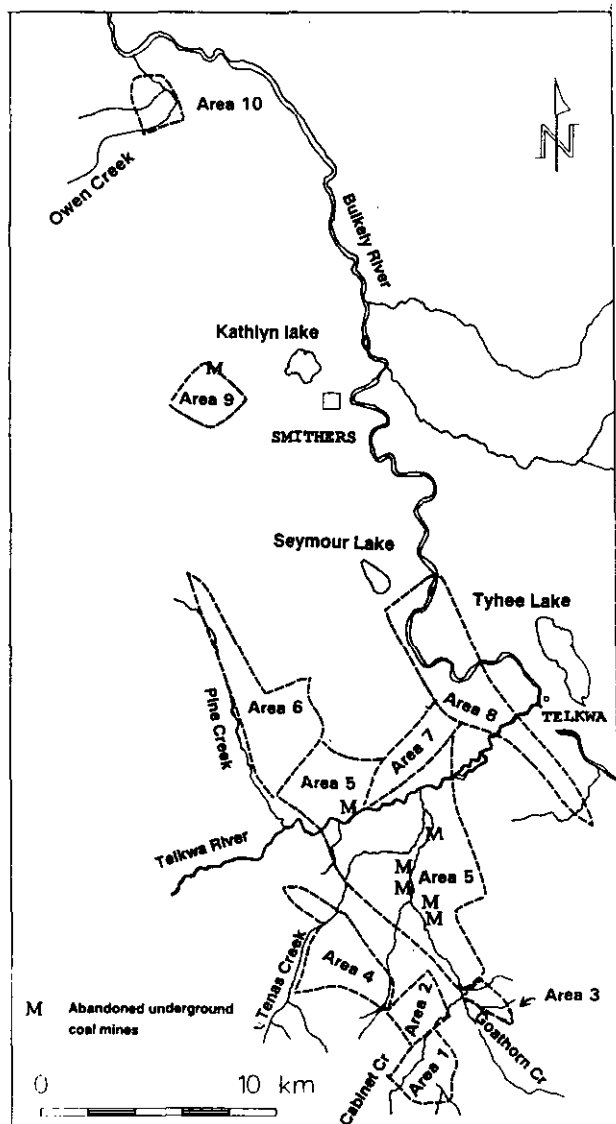 Area 10
N
Owen Creek
Bulkely River
Kathlyn lake
M
Area 9
SMITHERS
Seymour Lake
Tyhee Lake
Area 6
Pine Creek
Area 8
TELKWA
Area 7
Area 5
M
Telkwa River
M
M
M
Area 5
M
M
Area 4
Tenas Creek
Area 2
Area 3
Goathorn Cr
Area 1
Cabinet Cr
M Abandoned underground
coal mines
0 10 km